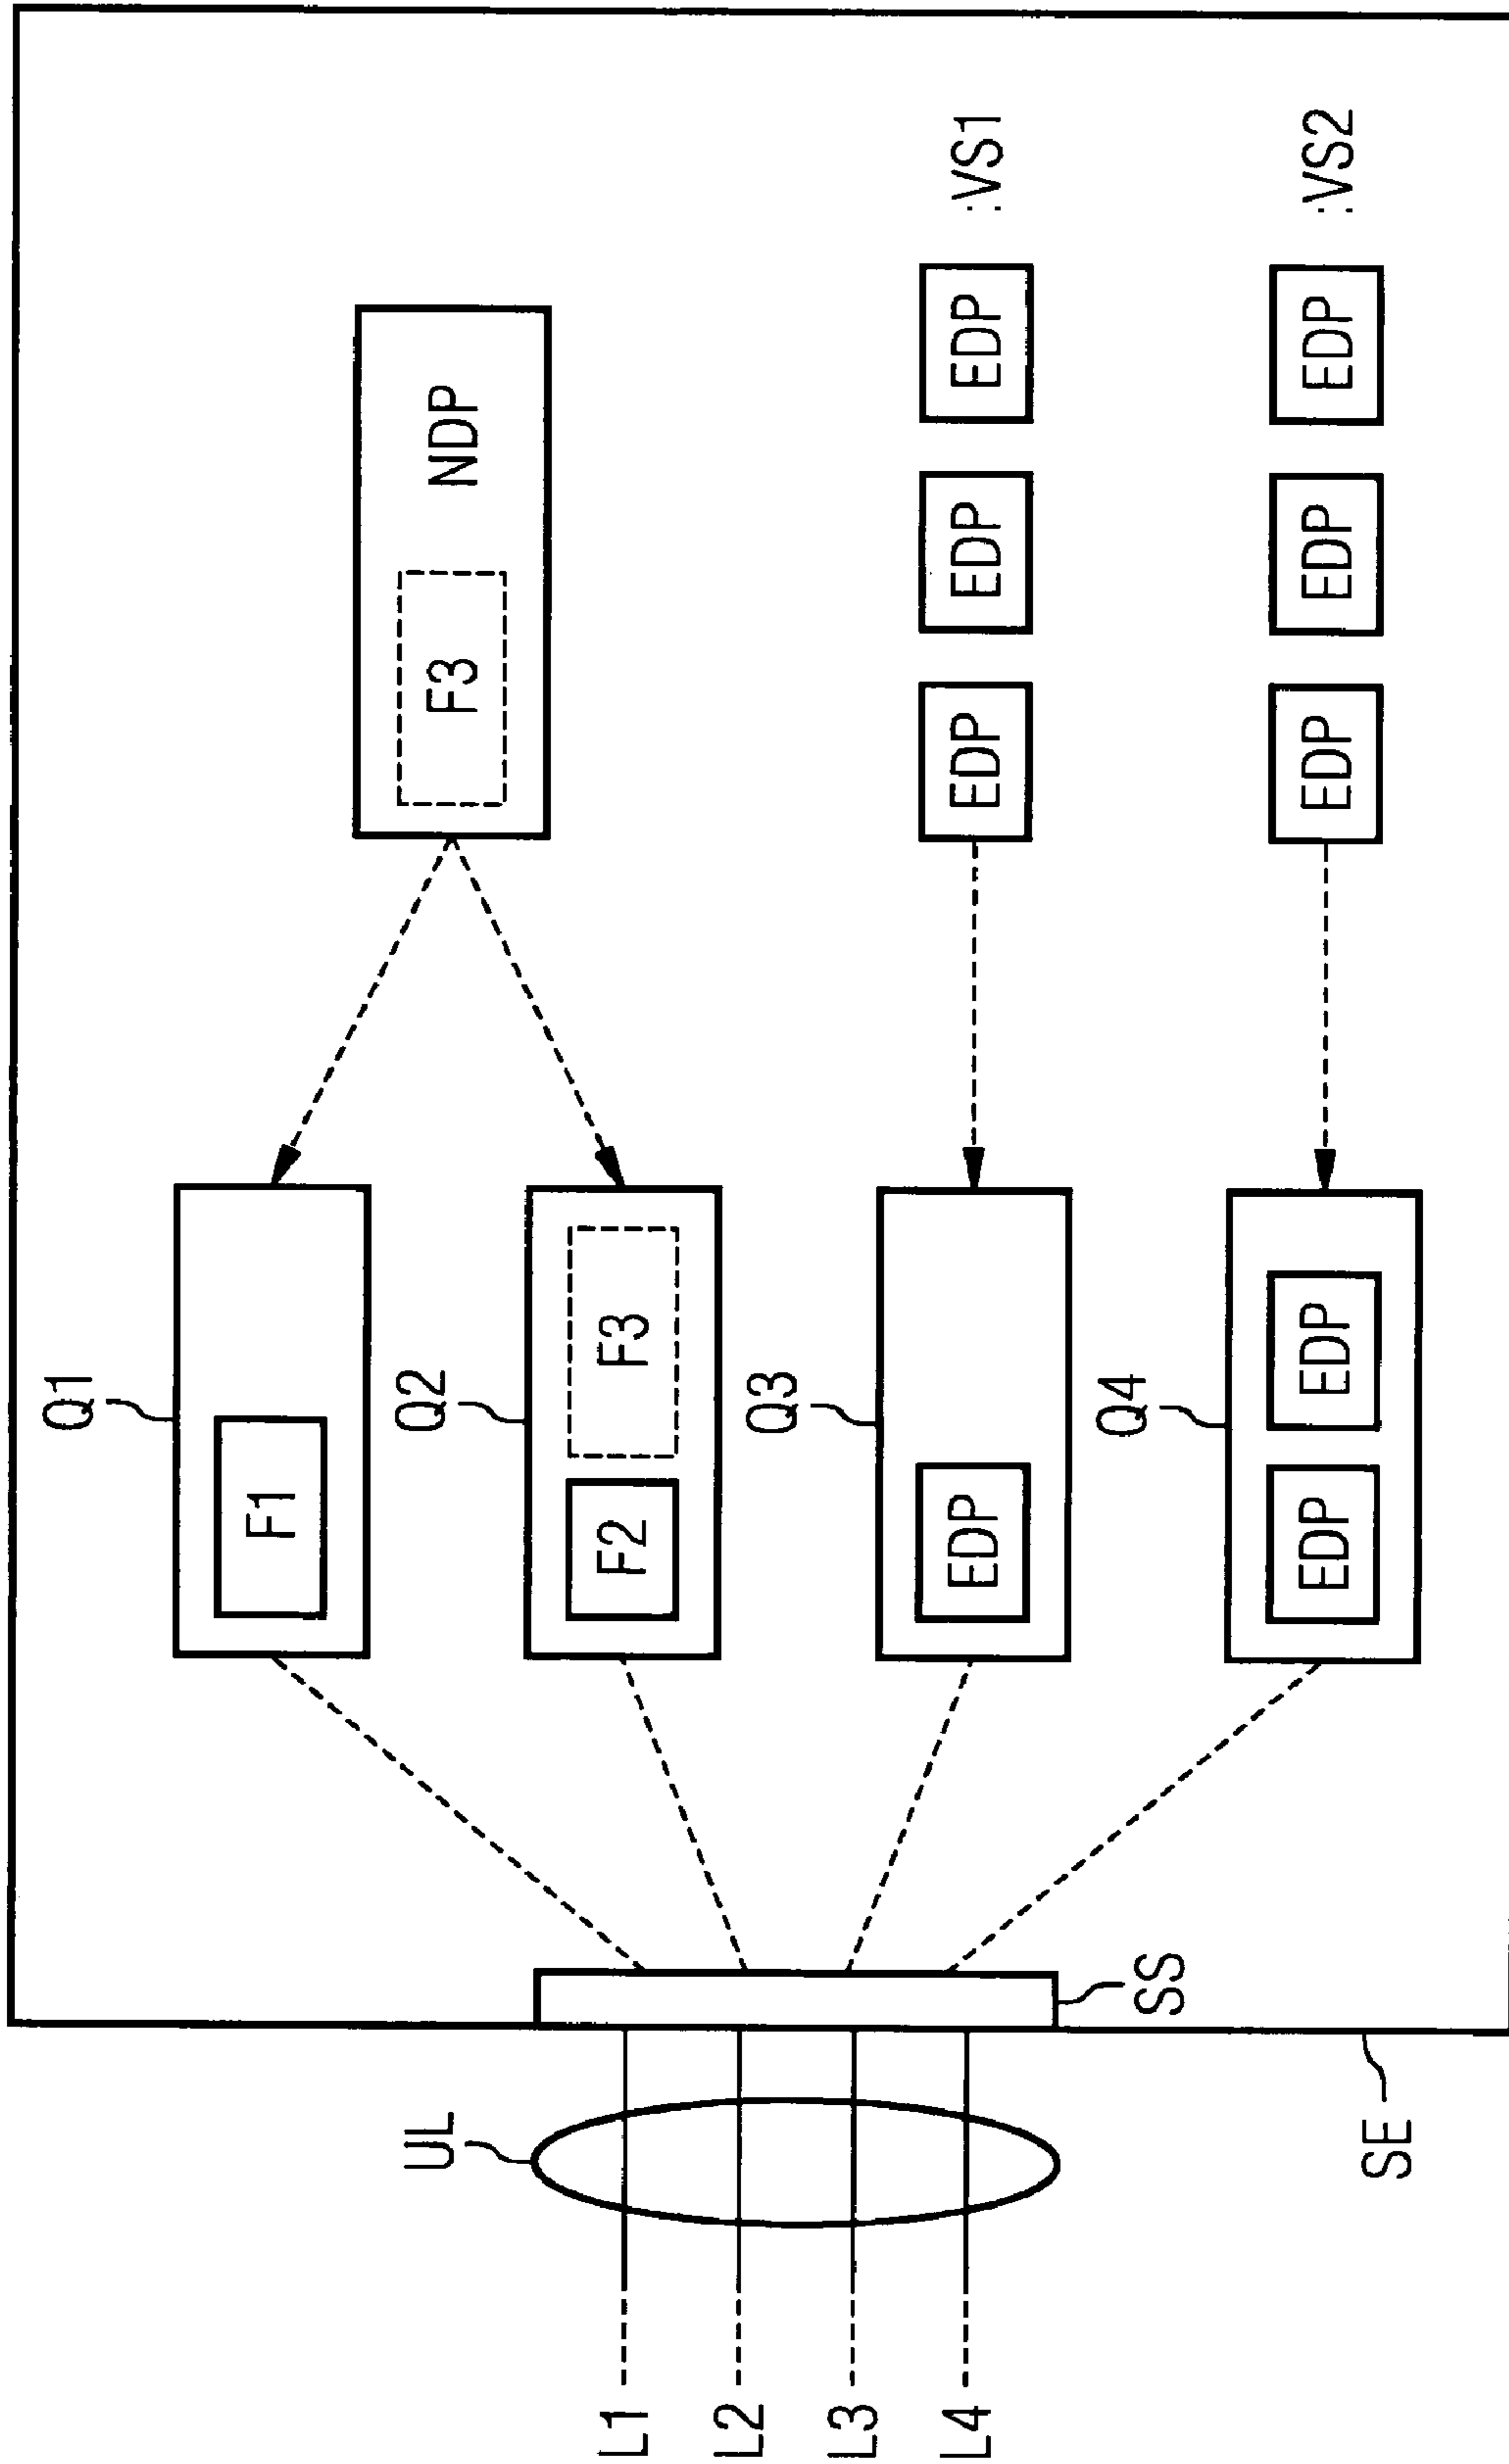 Q1
F1
UL
Q2
F3 NDP
L1
F2 F3
L2
Q3
L3
L4
EDP EDP EDP EDP :VS1
Q4
SS
EDP EDP EDP EDP EDP :VS2
SE